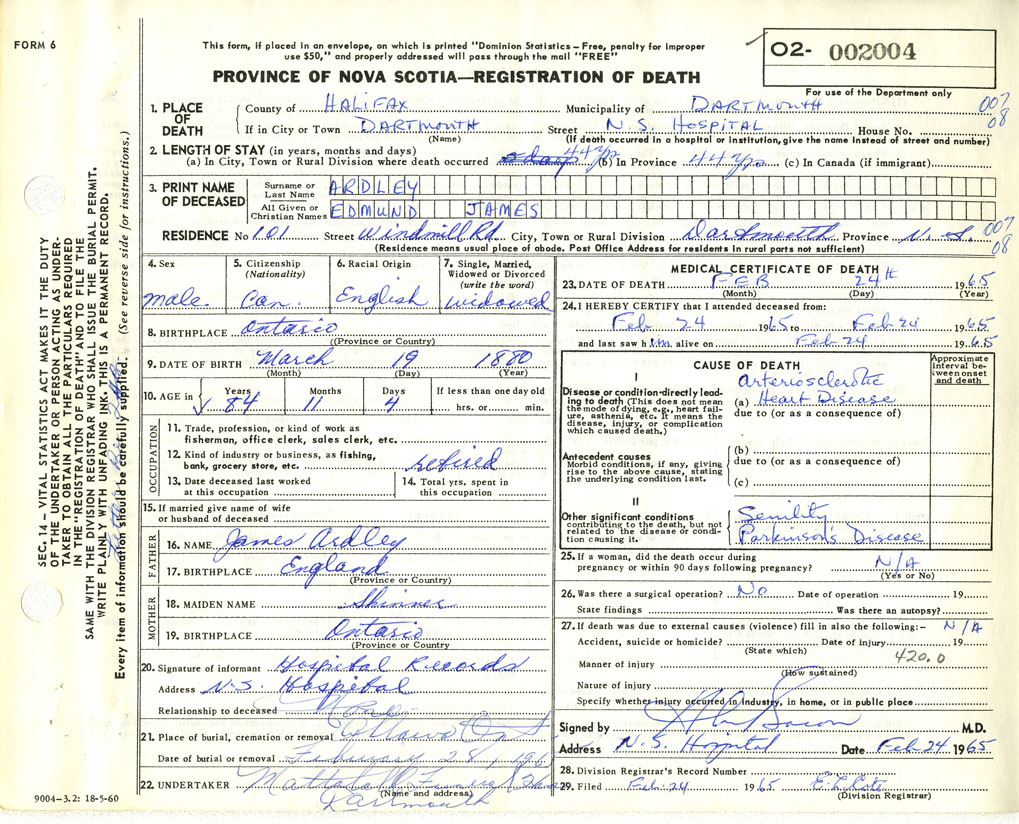 FORM 6
This form, if placed in an envelope, on which is printed "Dominion Statistics - Free, penalty for improper
use $50," and properly addressed will pass through the mail "FREE"
O2- 002004
For use of the Department only
PROVINCE OF NOVA SCOTIA—REGISTRATION OF DEATH
1. PLACE OF DEATH
County of HALIFAX Municipality of DARTMOUTH 007
If in City or Town DARTMOUTH Street N.S. HOSPITAL House No. 08
(Name) (If death occurred in a hospital or institution, give the name instead of street and number)
2. LENGTH OF STAY (in years, months and days)
(a) In City, Town or Rural Division where death occurred 44 yrs (b) In Province 44 yrs (c) In Canada (if immigrant)
3. PRINT NAME OF DECEASED
Surname or Last Name ARDLEY
All Given or Christian Names EDMUND JAMES
RESIDENCE No 101 Street Windmill Rd City, Town or Rural Division Dartmouth Province N.S. 007
(Residence means usual place of abode. Post Office Address for residents in rural parts not sufficient) 08
4. Sex male.
5. Citizenship (Nationality) Can.
6. Racial Origin English
7. Single, Married, Widowed or Divorced (write the word) widowed
8. BIRTHPLACE Ontario
(Province or Country)
9. DATE OF BIRTH March 19 1880
(Month) (Day) (Year)
10. AGE in Years 84 Months 11 Days 4 If less than one day old hrs. or min.
OCCUPATION
11. Trade, profession, or kind of work as
fisherman, office clerk, sales clerk, etc.
12. Kind of industry or business, as fishing,
bank, grocery store, etc. retired
13. Date deceased last worked
at this occupation
14. Total yrs. spent in
this occupation
15. If married give name of wife
or husband of deceased
FATHER
16. NAME James Ardley
17. BIRTHPLACE England
(Province or Country)
MOTHER
18. MAIDEN NAME Skinner
19. BIRTHPLACE Ontario
(Province or Country)
20. Signature of informant Hospital Records
Address N.S. Hospital
Relationship to deceased
21. Place of burial, cremation or removal Ottawa Ont
Date of burial or removal February 28, 196
22. UNDERTAKER
(Name and address)
Dartmouth
MEDICAL CERTIFICATE OF DEATH
23. DATE OF DEATH FEB 24th 1965
(Month) (Day) (Year)
24. I HEREBY CERTIFY that I attended deceased from:
Feb 24 1965 to Feb 24 1965
and last saw him alive on Feb 24 1965
CAUSE OF DEATH
Approximate interval between onset and death
I
Disease or condition directly leading to death (This does not mean
the mode of dying, e.g., heart failure, asthenia, etc. It means the
disease, injury, or complication
which caused death.)
Arteriosclerotic
(a) Heart Disease
due to (or as a consequence of)
Antecedent causes
Morbid conditions, if any, giving
rise to the above cause, stating
the underlying condition last.
(b)
due to (or as a consequence of)
(c)
II
Other significant conditions
contributing to the death, but not
related to the disease or condition causing it.
Senility
Parkinson's Disease
25. If a woman, did the death occur during
pregnancy or within 90 days following pregnancy? N/A
(Yes or No)
26. Was there a surgical operation? No Date of operation 19
State findings Was there an autopsy?
27. If death was due to external causes (violence) fill in also the following:— N/A
Accident, suicide or homicide? Date of injury 19
(State which) 420.0
Manner of injury
(How sustained)
Nature of injury
Specify whether injury occurred in industry, in home, or in public place
Signed by M.D.
Address N.S. Hospital Date Feb 24 1965
28. Division Registrar's Record Number
29. Filed Feb 24 1965 E. L. Cote
(Division Registrar)
9004-3.2: 18-5-60
SEC. 14 — VITAL STATISTICS ACT MAKES IT THE DUTY
OF THE UNDERTAKER OR PERSON ACTING AS UNDERTAKER TO OBTAIN ALL THE PARTICULARS REQUIRED
IN THE "REGISTRATION OF DEATH" AND TO FILE THE
SAME WITH THE DIVISION REGISTRAR WHO SHALL ISSUE THE BURIAL PERMIT.
WRITE PLAINLY WITH UNFADING INK. THIS IS A PERMANENT RECORD.
Every item of information should be carefully supplied. (See reverse side for instructions.)